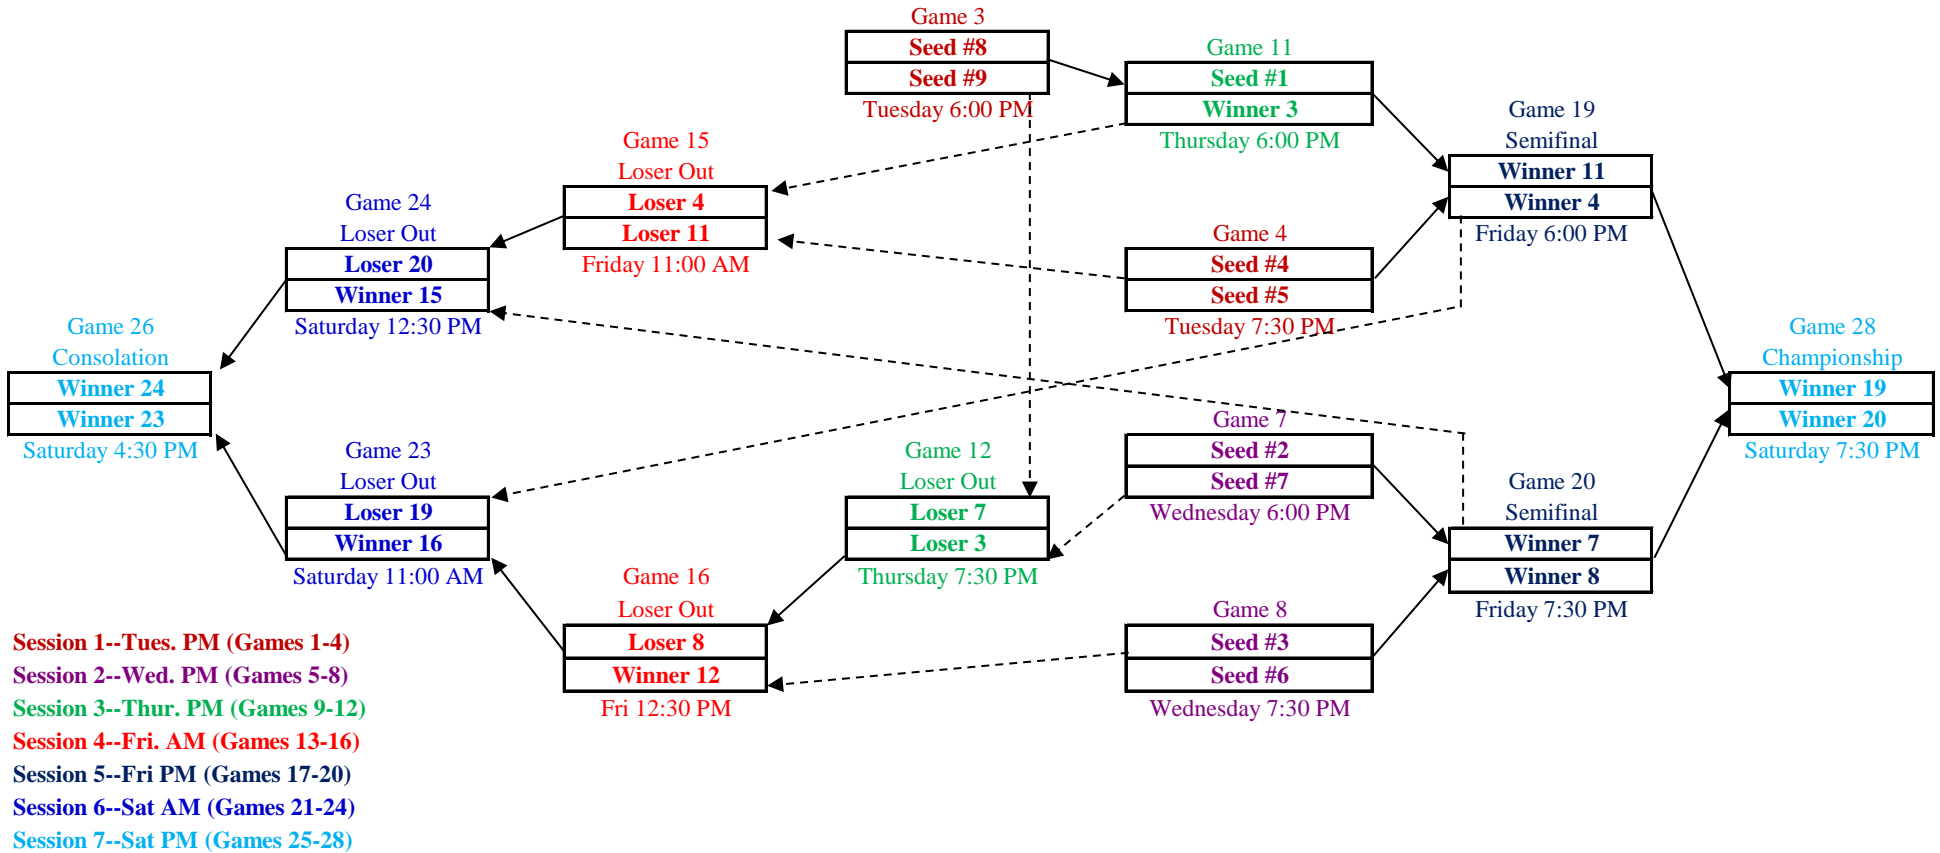 Game 3
Seed #8
Seed #9
Tuesday 6:00 PM
Game 11
Seed #1
Winner 3
Thursday 6:00 PM
Game 19
Semifinal
Winner 11
Winner 4
Friday 6:00 PM
Game 15
Loser Out
Loser 4
Loser 11
Friday 11:00 AM
Game 24
Loser Out
Loser 20
Winner 15
Saturday 12:30 PM
Game 4
Seed #4
Seed #5
Tuesday 7:30 PM
Game 26
Consolation
Winner 24
Winner 23
Saturday 4:30 PM
Game 28
Championship
Winner 19
Winner 20
Saturday 7:30 PM
Game 23
Loser Out
Loser 19
Winner 16
Saturday 11:00 AM
Game 12
Loser Out
Loser 7
Loser 3
Thursday 7:30 PM
Game 7
Seed #2
Seed #7
Wednesday 6:00 PM
Game 20
Semifinal
Winner 7
Winner 8
Friday 7:30 PM
Game 16
Loser Out
Loser 8
Winner 12
Fri 12:30 PM
Game 8
Seed #3
Seed #6
Wednesday 7:30 PM
Session 1--Tues. PM (Games 1-4)
Session 2--Wed. PM (Games 5-8)
Session 3--Thur. PM (Games 9-12)
Session 4--Fri. AM (Games 13-16)
Session 5--Fri PM (Games 17-20)
Session 6--Sat AM (Games 21-24)
Session 7--Sat PM (Games 25-28)